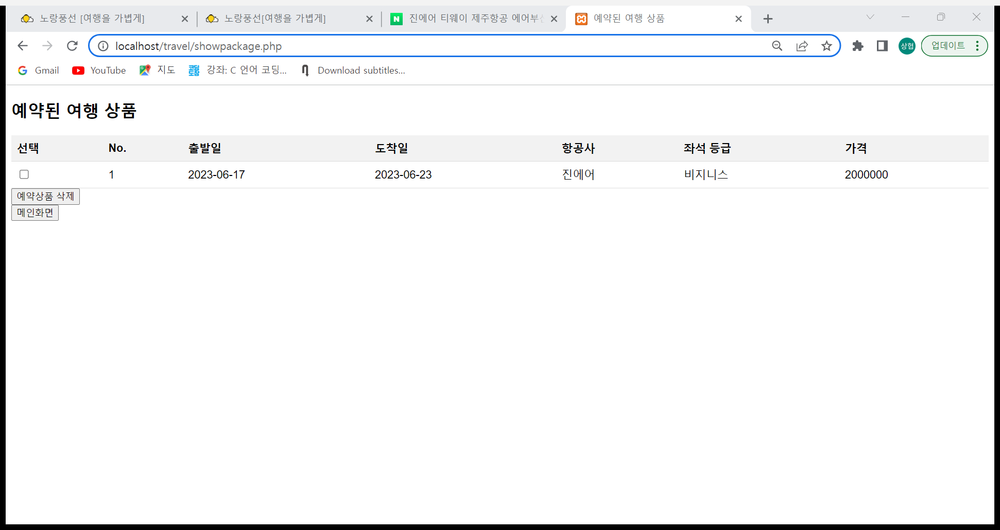 노랑풍선 [여행을 가볍게] 노랑풍선[여행을 가볍게] 진에어 티웨이 제주항공 에어부 예약된 여행 상품
localhost/travel/showpackage.php 상협 업데이트
Gmail YouTube 지도 강좌: C 언어 코딩... Download subtitles...
예약된 여행 상품
선택 No. 출발일 도착일 항공사 좌석 등급 가격
1 2023-06-17 2023-06-23 진에어 비지니스 2000000
예약상품 삭제
메인화면